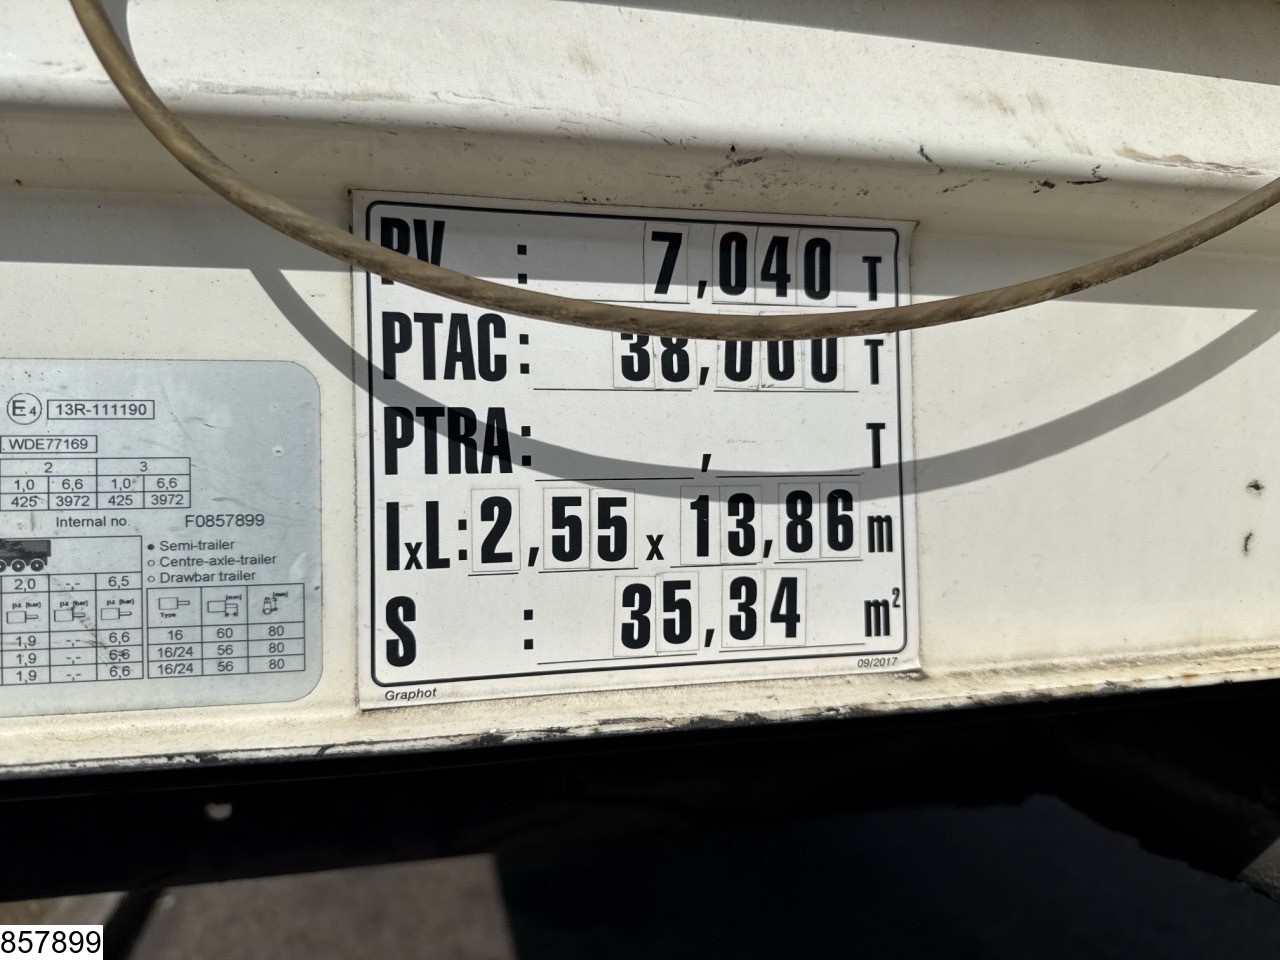 PV : 7,040 T
PTAC : 38,000 T
PTRA : , T
lxL : 2,55 x 13,86 m
S : 35,34 m²
Graphot 09/2017
E4 13R-111190
WDE77169
2 3
1,0 6,6 1,0 6,6
425 3972 425 3972
Internal no. F0857899
Semi-trailer
Centre-axle-trailer
Drawbar trailer
2,0 -,- 6,5
1,9 -,- 6,6
1,9 -,- 6,6
1,9 -,- 6,6
Type [mm] [mm]
16 60 80
16/24 56 80
16/24 56 80
857899